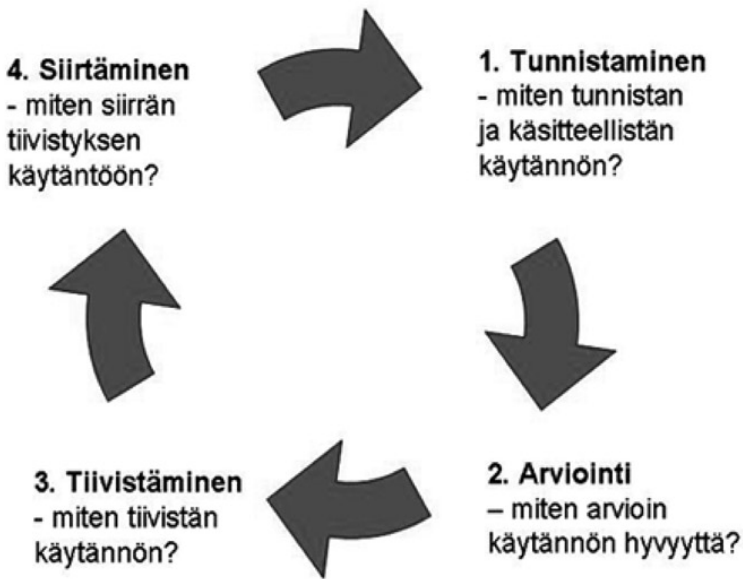 4. Siirtäminen
- miten siirrän
tiivistyksen
käytäntöön?
1. Tunnistaminen
- miten tunnistan
ja käsitteellistän
käytännön?
2. Arviointi
– miten arvioin
käytännön hyvyyttä?
3. Tiivistäminen
- miten tiivistän
käytännön?